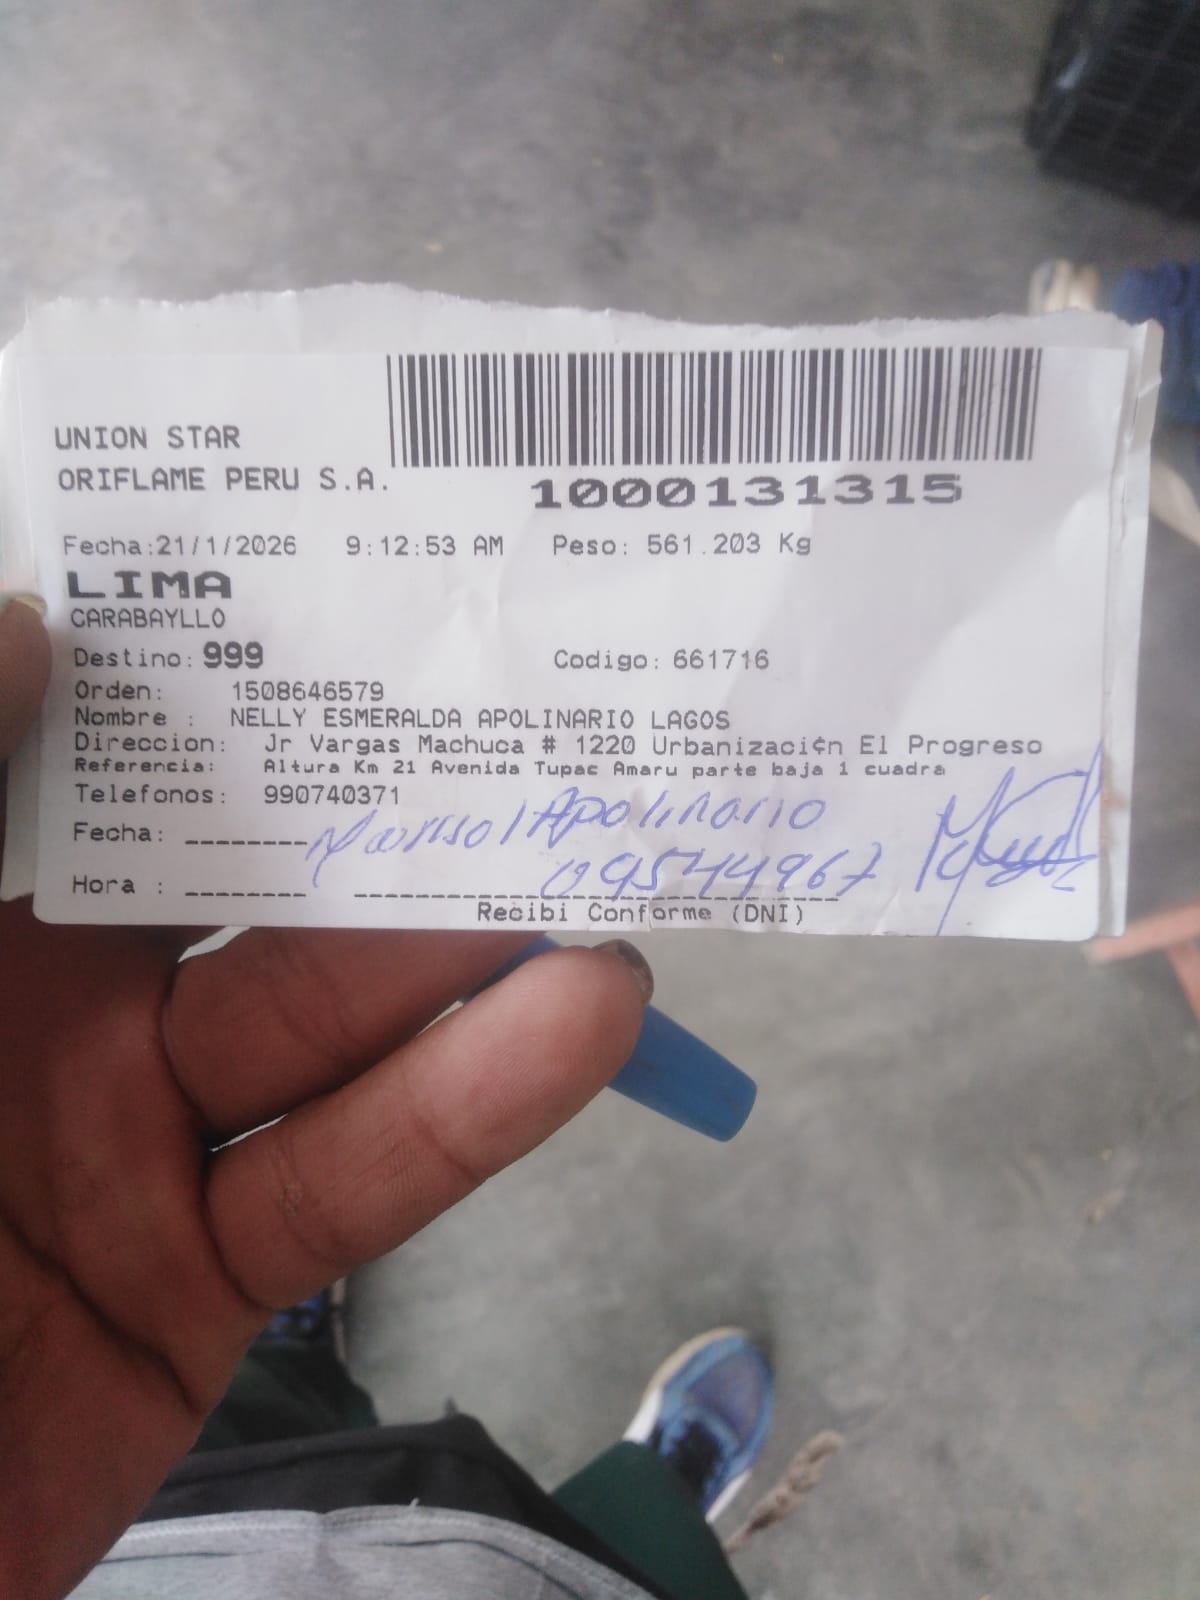 UNION STAR
ORIFLAME PERU S.A.
1000131315
Fecha:21/1/2026 9:12:53 AM Peso: 561.203 Kg
LIMA
CARABAYLLO
Destino: 999 Codigo: 661716
Orden: 1508646579
Nombre : NELLY ESMERALDA APOLINARIO LAGOS
Direccion: Jr Vargas Machuca # 1220 Urbanizaci¢n El Progreso
Referencia: Altura Km 21 Avenida Tupac Amaru parte baja 1 cuadra
Telefonos: 990740371
Marisol Apolinario
Fecha: ________
09544967
Hora : ________
Recibi Conforme (DNI)